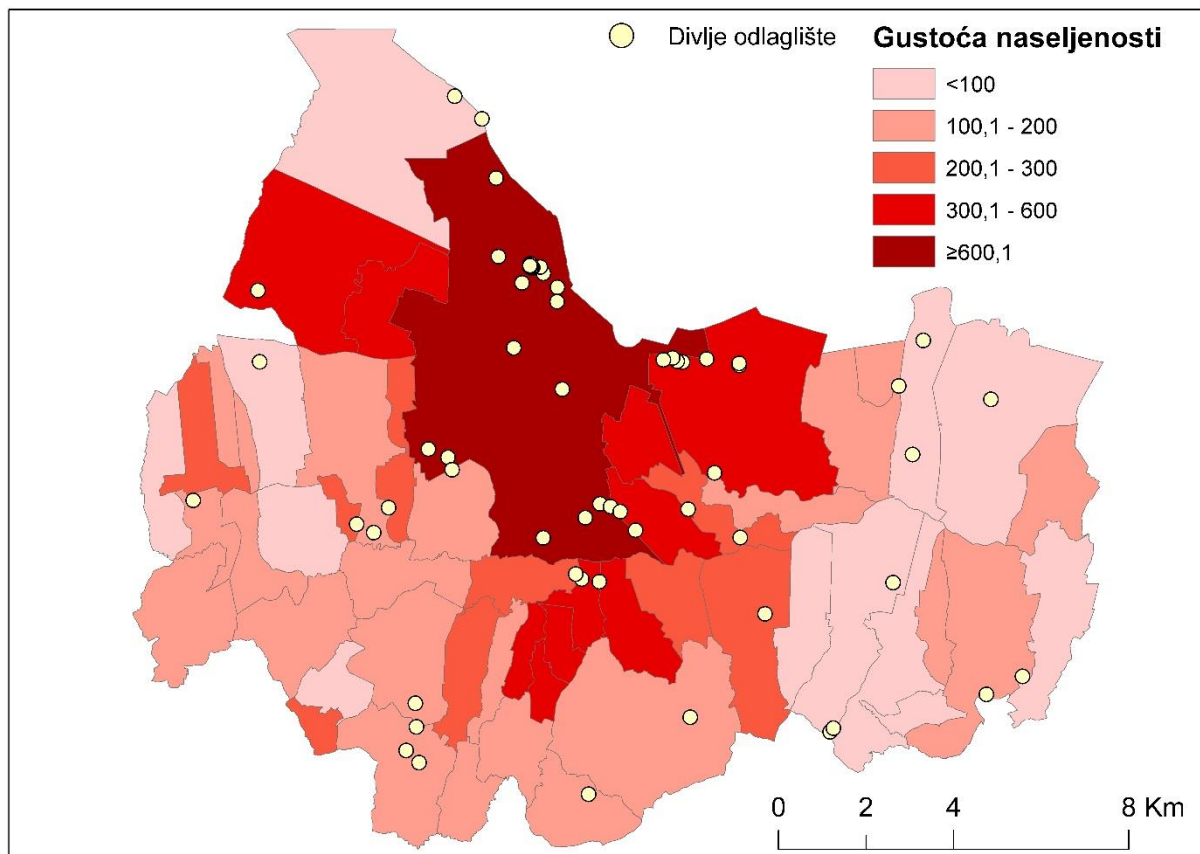 Divlje odlaglište
Gustoća naseljenosti
<100
100,1 - 200
200,1 - 300
300,1 - 600
≥600,1
0 2 4 8 Km